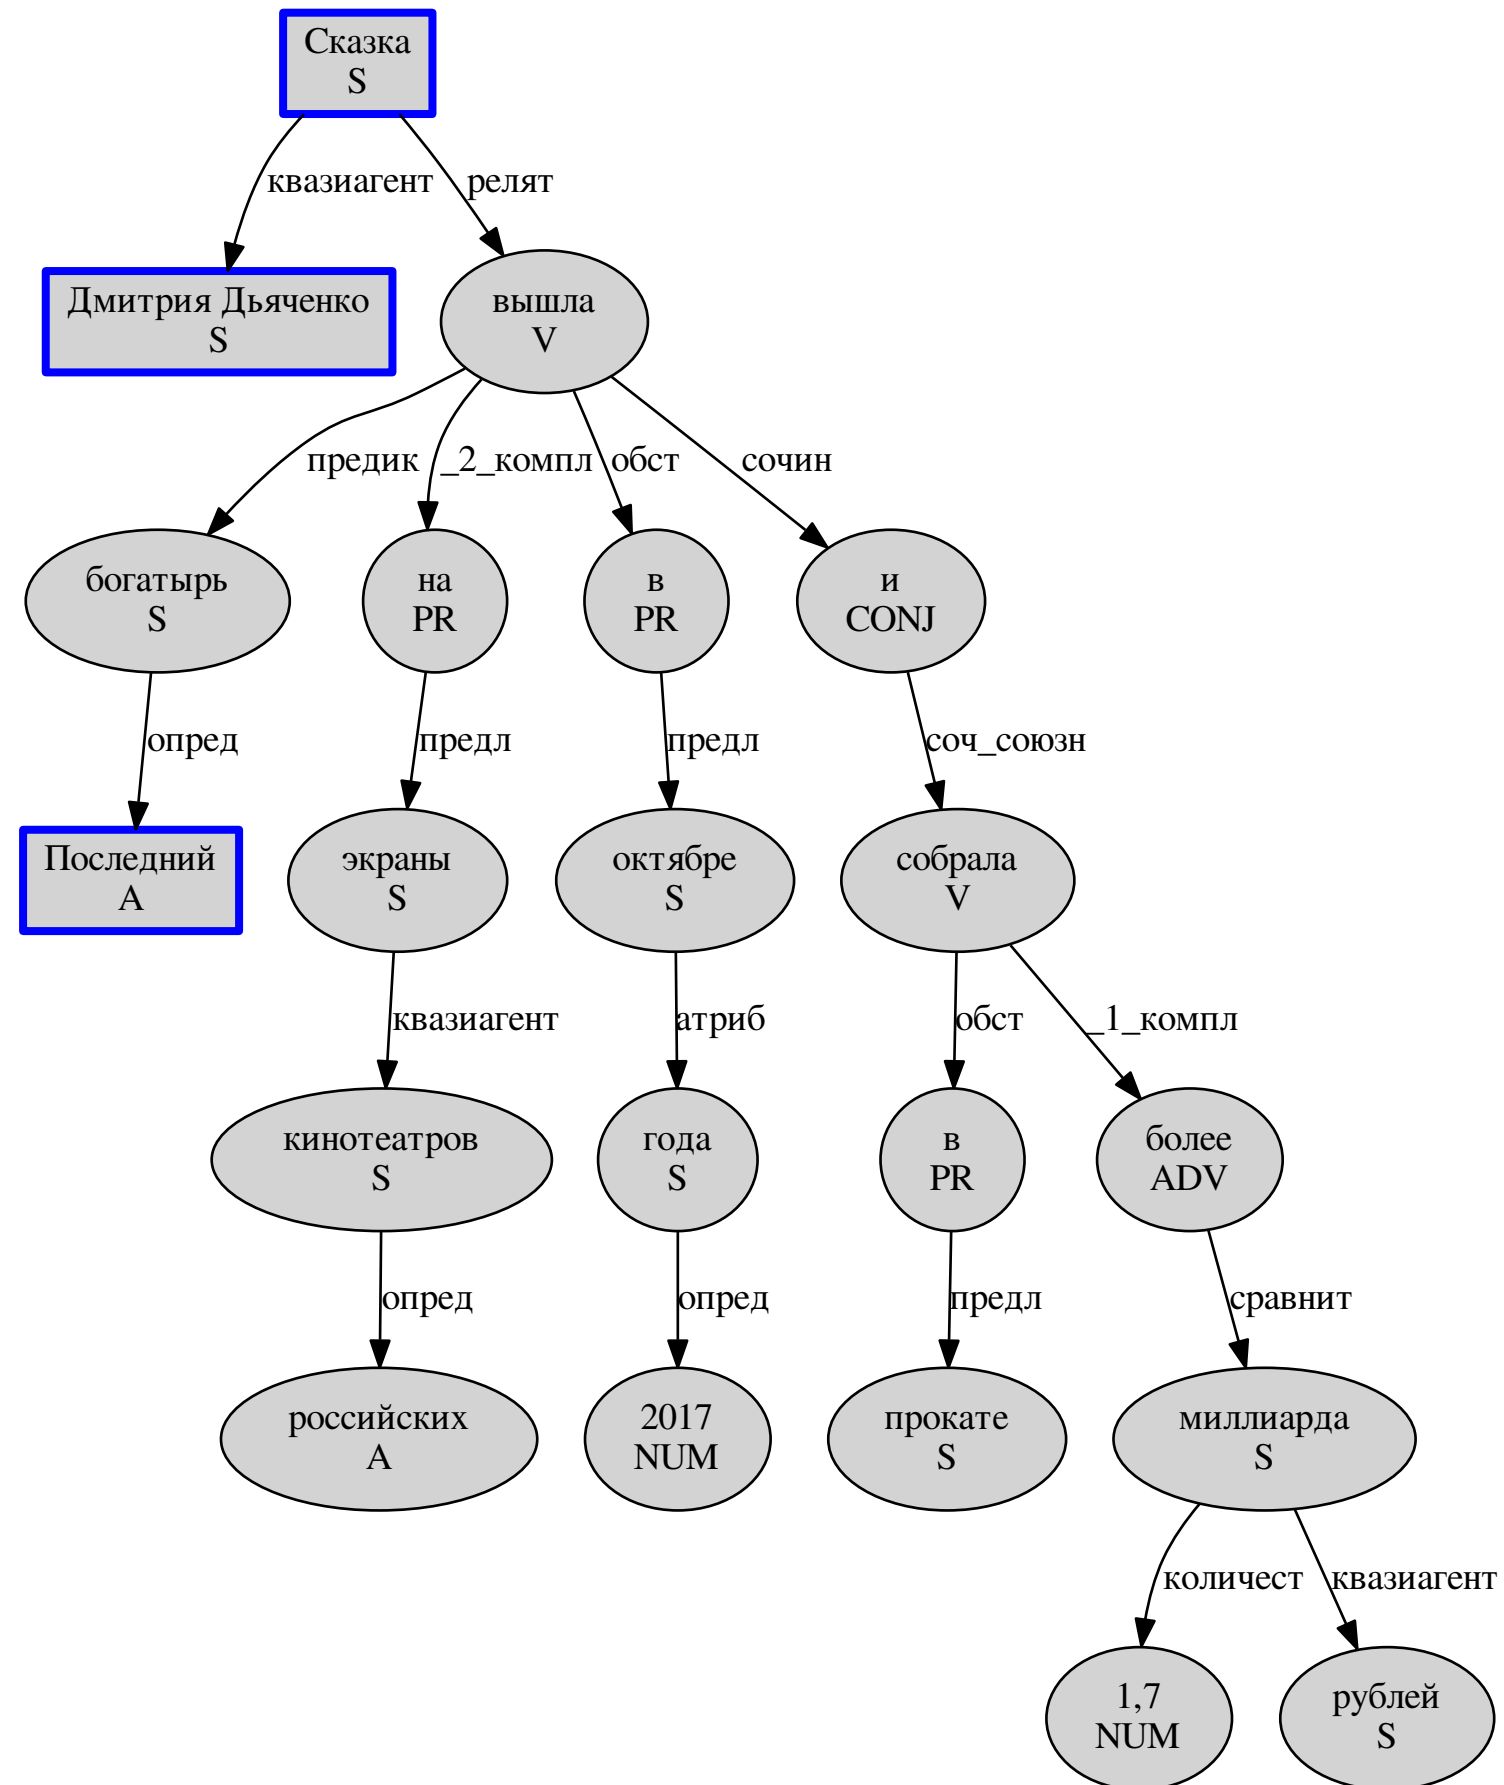 Сказка
S
квазиагент релят
Дмитрия Дьяченко
S
вышла
V
предик _2_компл обст сочин
богатырь
S
на
PR
в
PR
и
CONJ
опред предл предл соч_союзн
Последний
A
экраны
S
октябре
S
собрала
V
квазиагент атриб обст _1_компл
кинотеатров
S
года
S
в
PR
более
ADV
опред опред предл сравнит
российских
A
2017
NUM
прокате
S
миллиарда
S
количест квазиагент
1,7
NUM
рублей
S